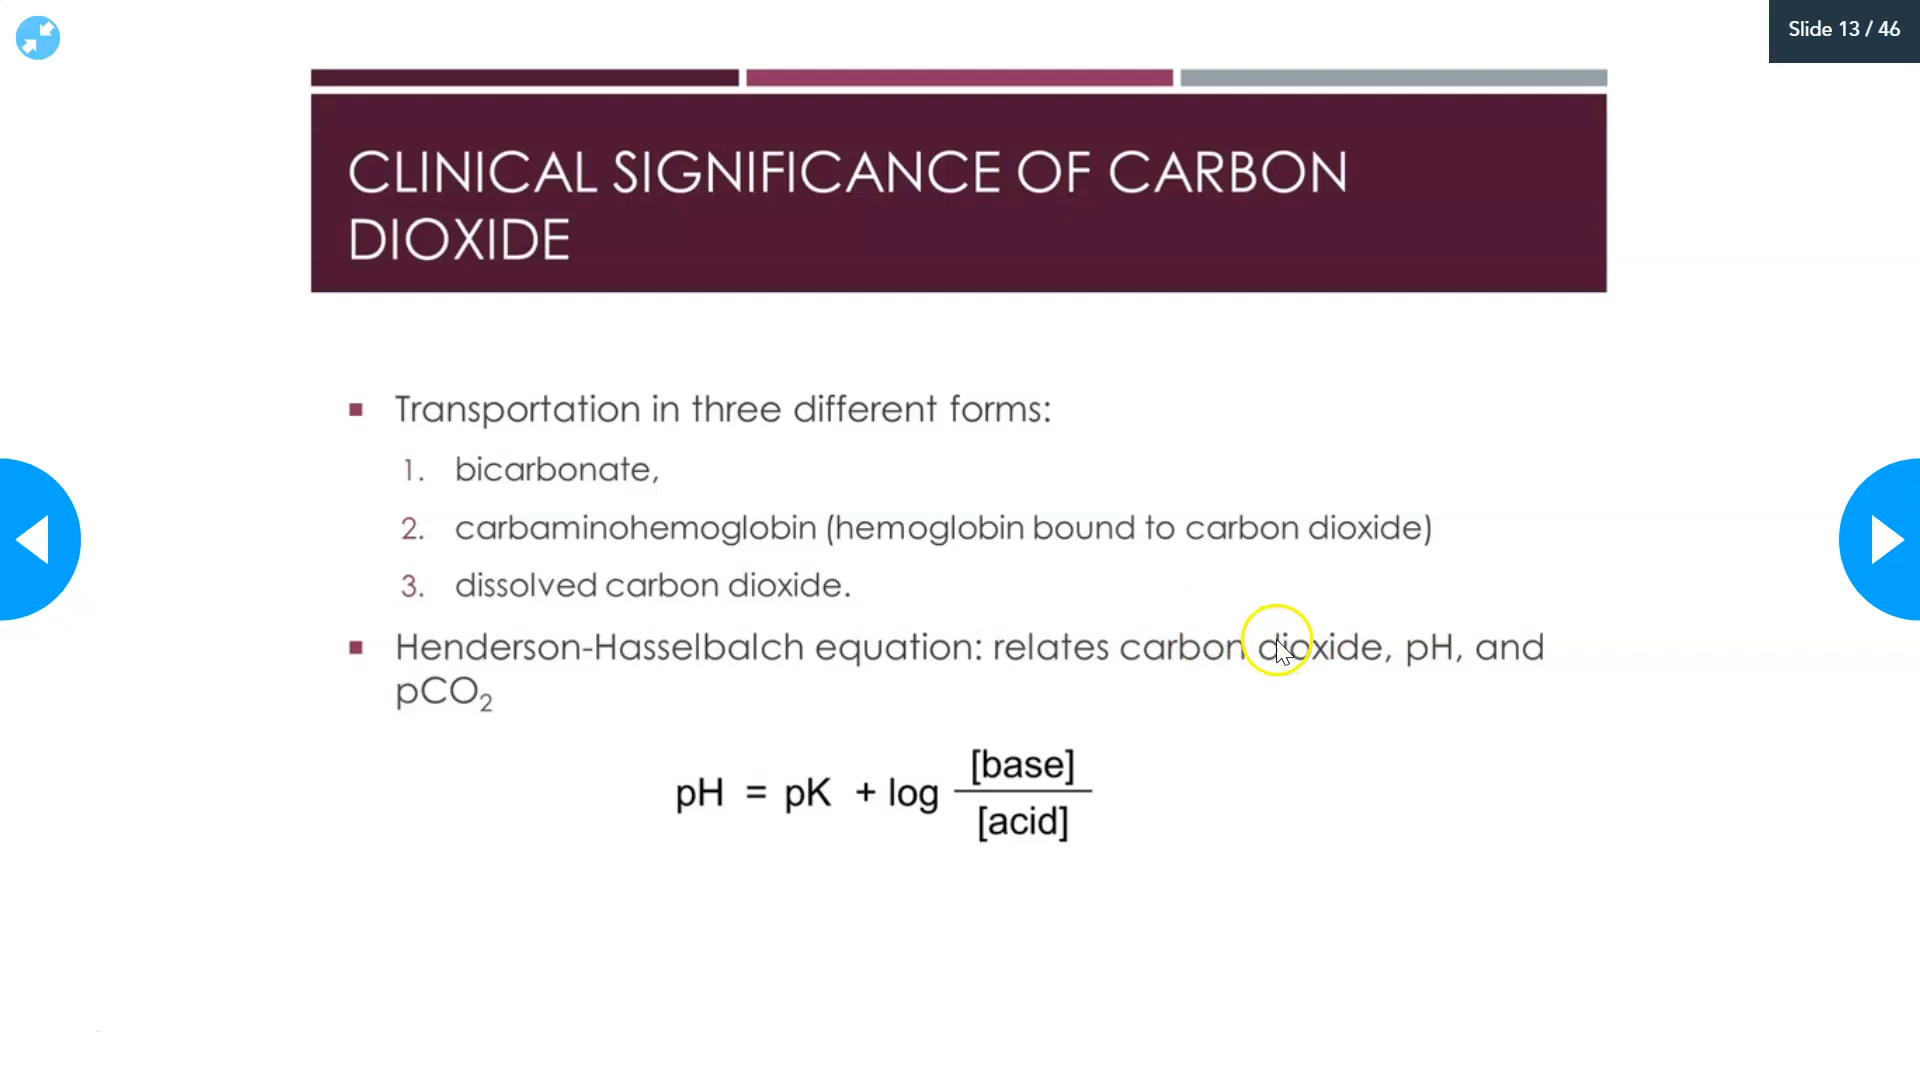 Slide 13 / 46
CLINICAL SIGNIFICANCE OF CARBON
DIOXIDE
■ Transportation in three different forms:
1. bicarbonate,
2. carbaminohemoglobin (hemoglobin bound to carbon dioxide)
3. dissolved carbon dioxide.
■ Henderson-Hasselbalch equation: relates carbon dioxide, pH, and
pCO₂
pH = pK + log [base]
[acid]